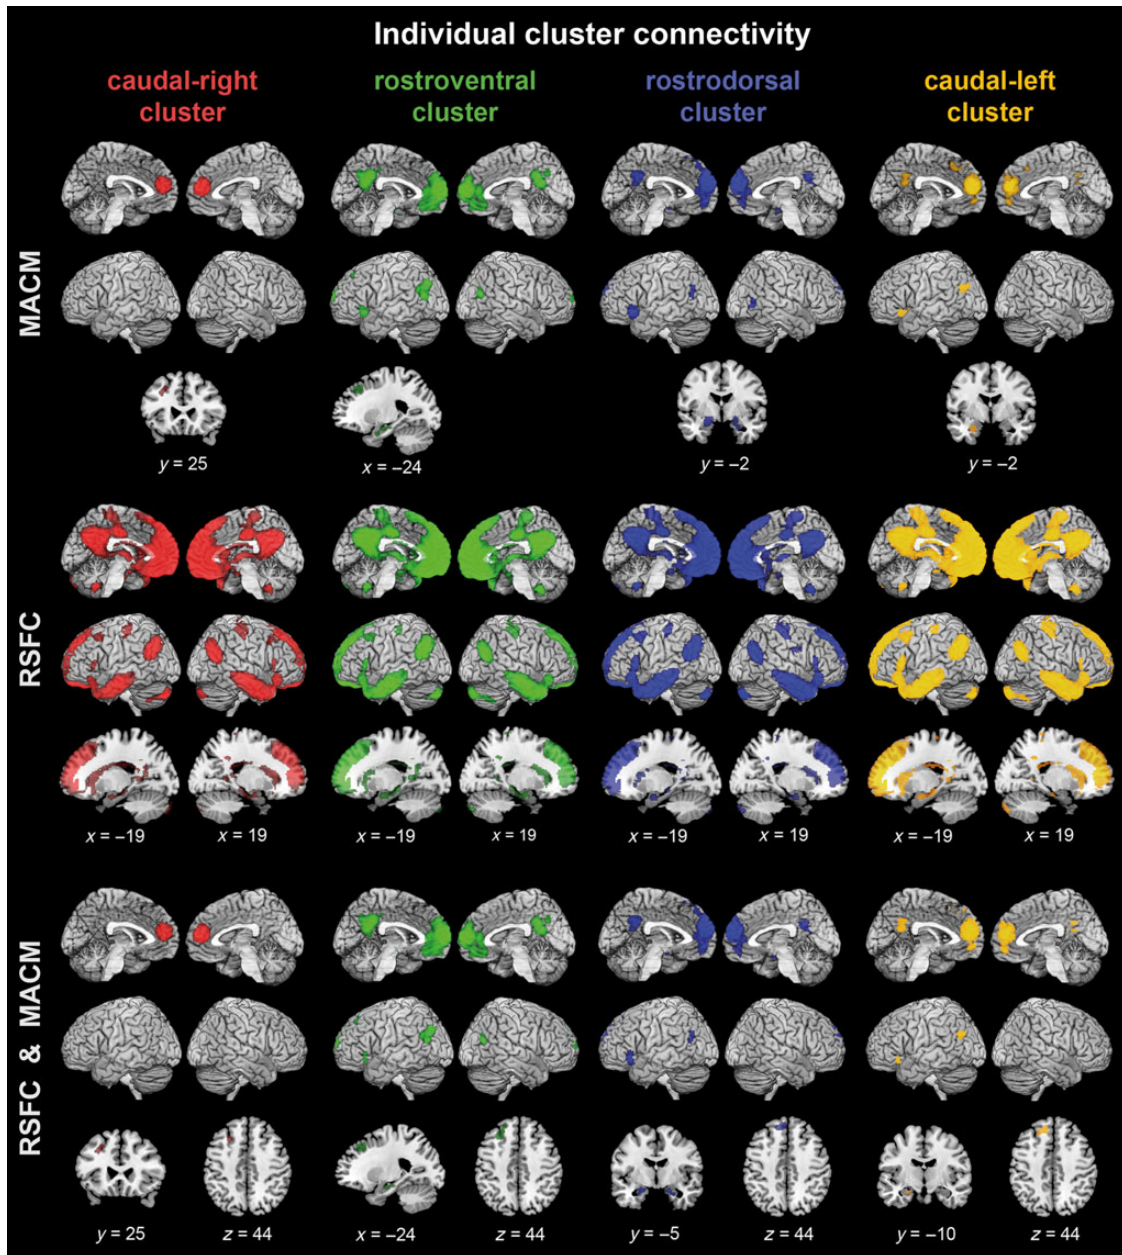 Individual cluster connectivity
caudal-right
cluster
rostroventral
cluster
rostrodorsal
cluster
caudal-left
cluster
MACM
y = 25
x = −24
y = −2
y = −2
RSFC
x = −19
x = 19
x = −19
x = 19
x = −19
x = 19
x = −19
x = 19
RSFC & MACM
y = 25
z = 44
x = −24
z = 44
y = −5
z = 44
y = −10
z = 44